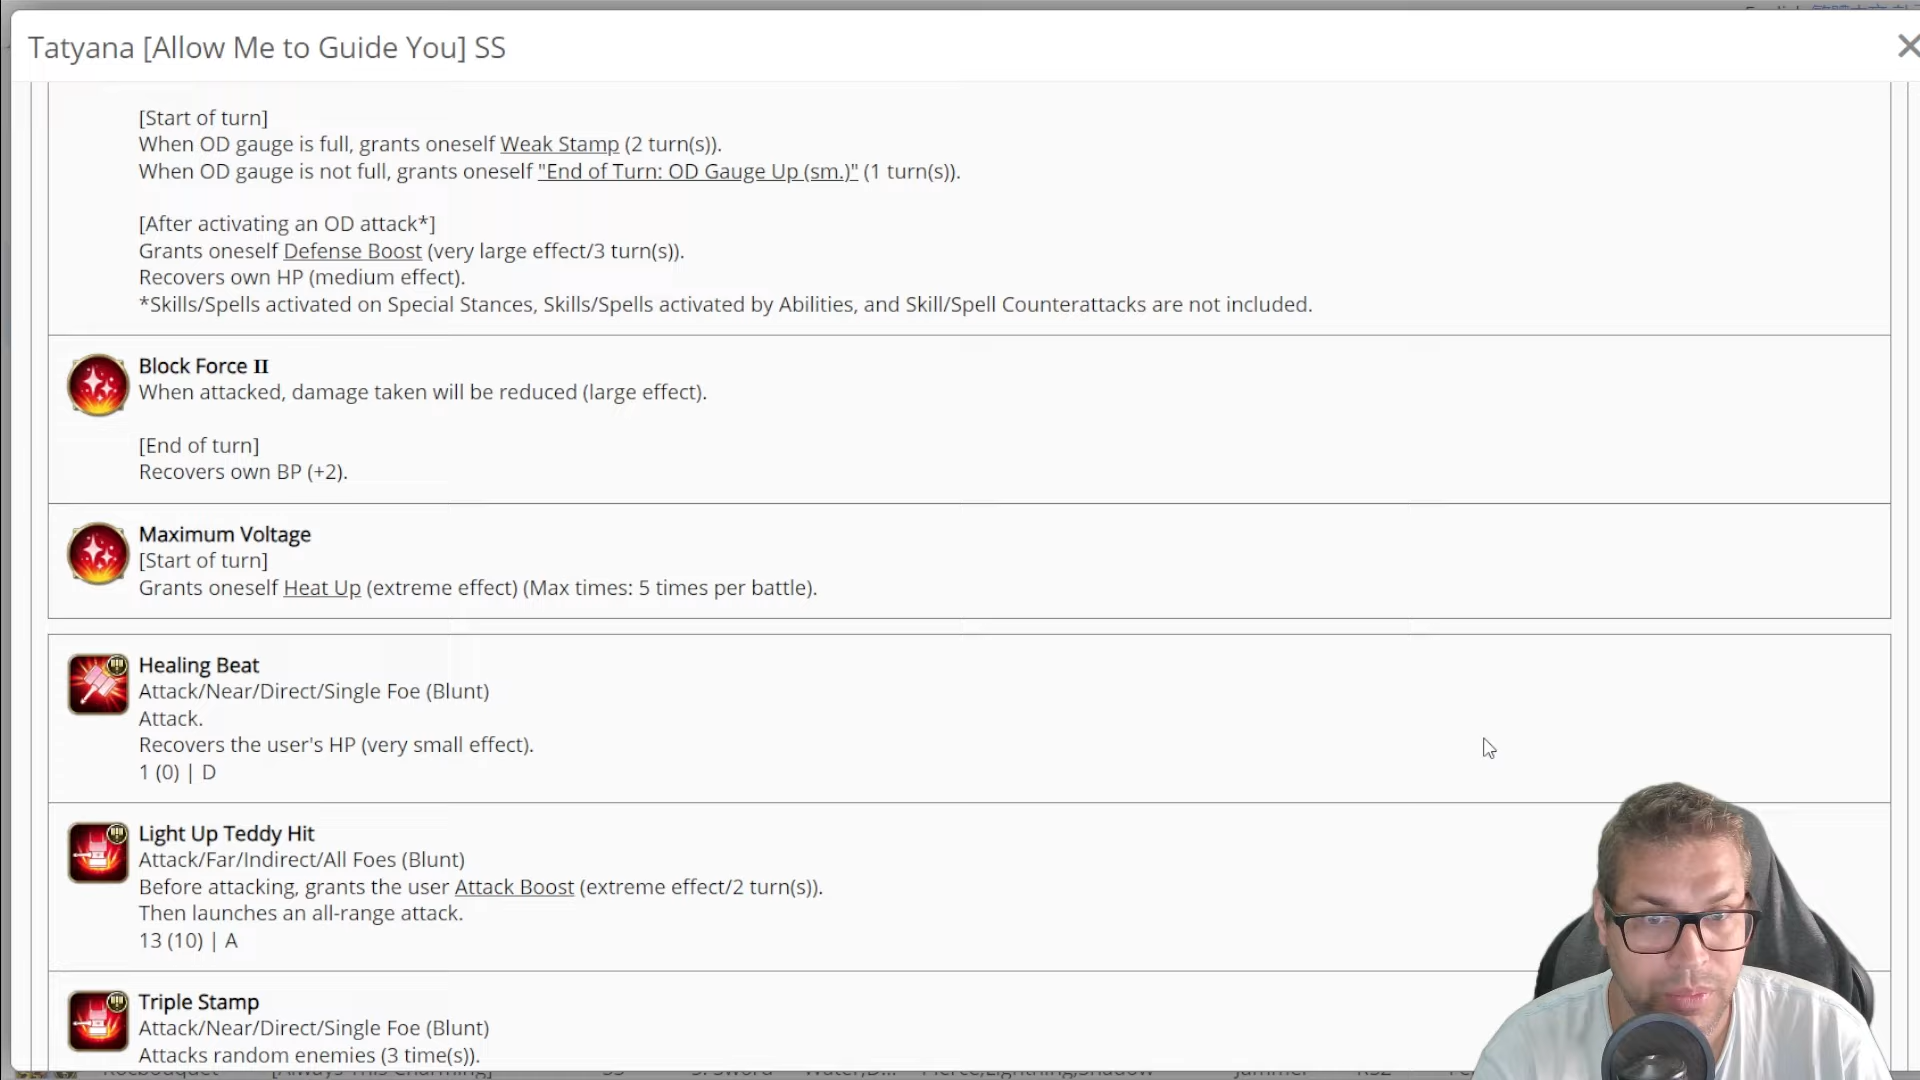 Tatyana [Allow Me to Guide You] SS
[Start of turn]
When OD gauge is full, grants oneself Weak Stamp (2 turn(s)).
When OD gauge is not full, grants oneself "End of Turn: OD Gauge Up (sm.)" (1 turn(s)).
[After activating an OD attack*]
Grants oneself Defense Boost (very large effect/3 turn(s)).
Recovers own HP (medium effect).
*Skills/Spells activated on Special Stances, Skills/Spells activated by Abilities, and Skill/Spell Counterattacks are not included.
Block Force II
When attacked, damage taken will be reduced (large effect).
[End of turn]
Recovers own BP (+2).
Maximum Voltage
[Start of turn]
Grants oneself Heat Up (extreme effect) (Max times: 5 times per battle).
Healing Beat
Attack/Near/Direct/Single Foe (Blunt)
Attack.
Recovers the user's HP (very small effect).
1 (0) | D
Light Up Teddy Hit
Attack/Far/Indirect/All Foes (Blunt)
Before attacking, grants the user Attack Boost (extreme effect/2 turn(s)).
Then launches an all-range attack.
13 (10) | A
Triple Stamp
Attack/Near/Direct/Single Foe (Blunt)
Attacks random enemies (3 time(s)).